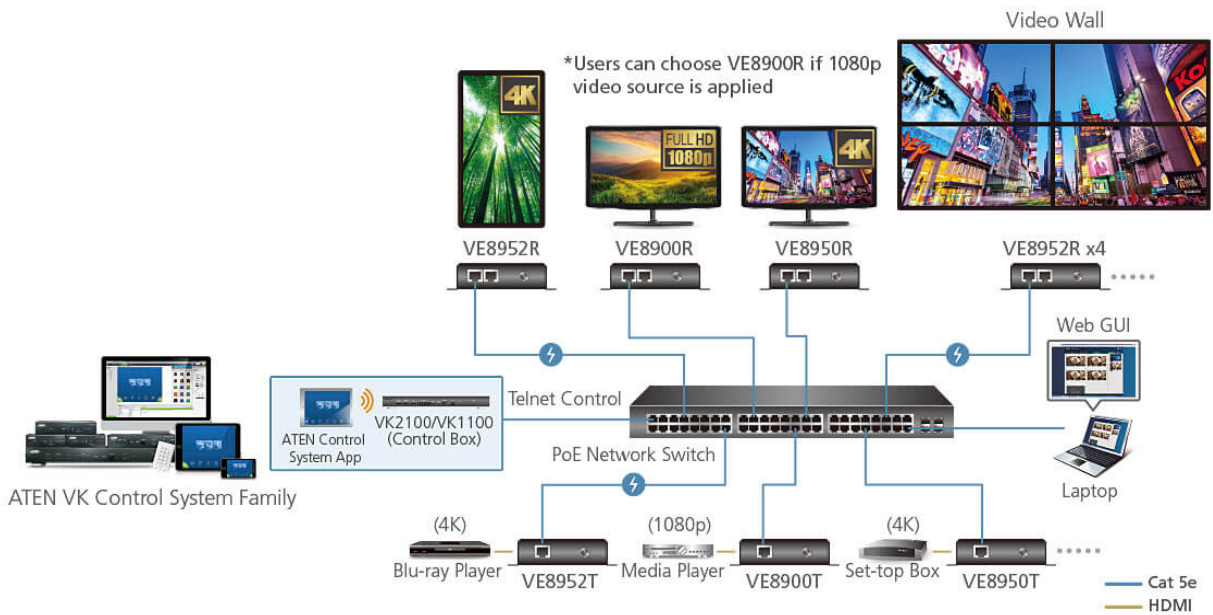 Video Wall
*Users can choose VE8900R if 1080p
video source is applied
4K
FULL HD
1080p
4K
VE8952R
VE8900R
VE8950R
VE8952R x4
Web GUI
Telnet Control
ATEN Control
System App
VK2100/VK1100
(Control Box)
PoE Network Switch
Laptop
ATEN VK Control System Family
(4K)
Blu-ray Player
VE8952T
(1080p)
Media Player
VE8900T
(4K)
Set-top Box
VE8950T
Cat 5e
HDMI